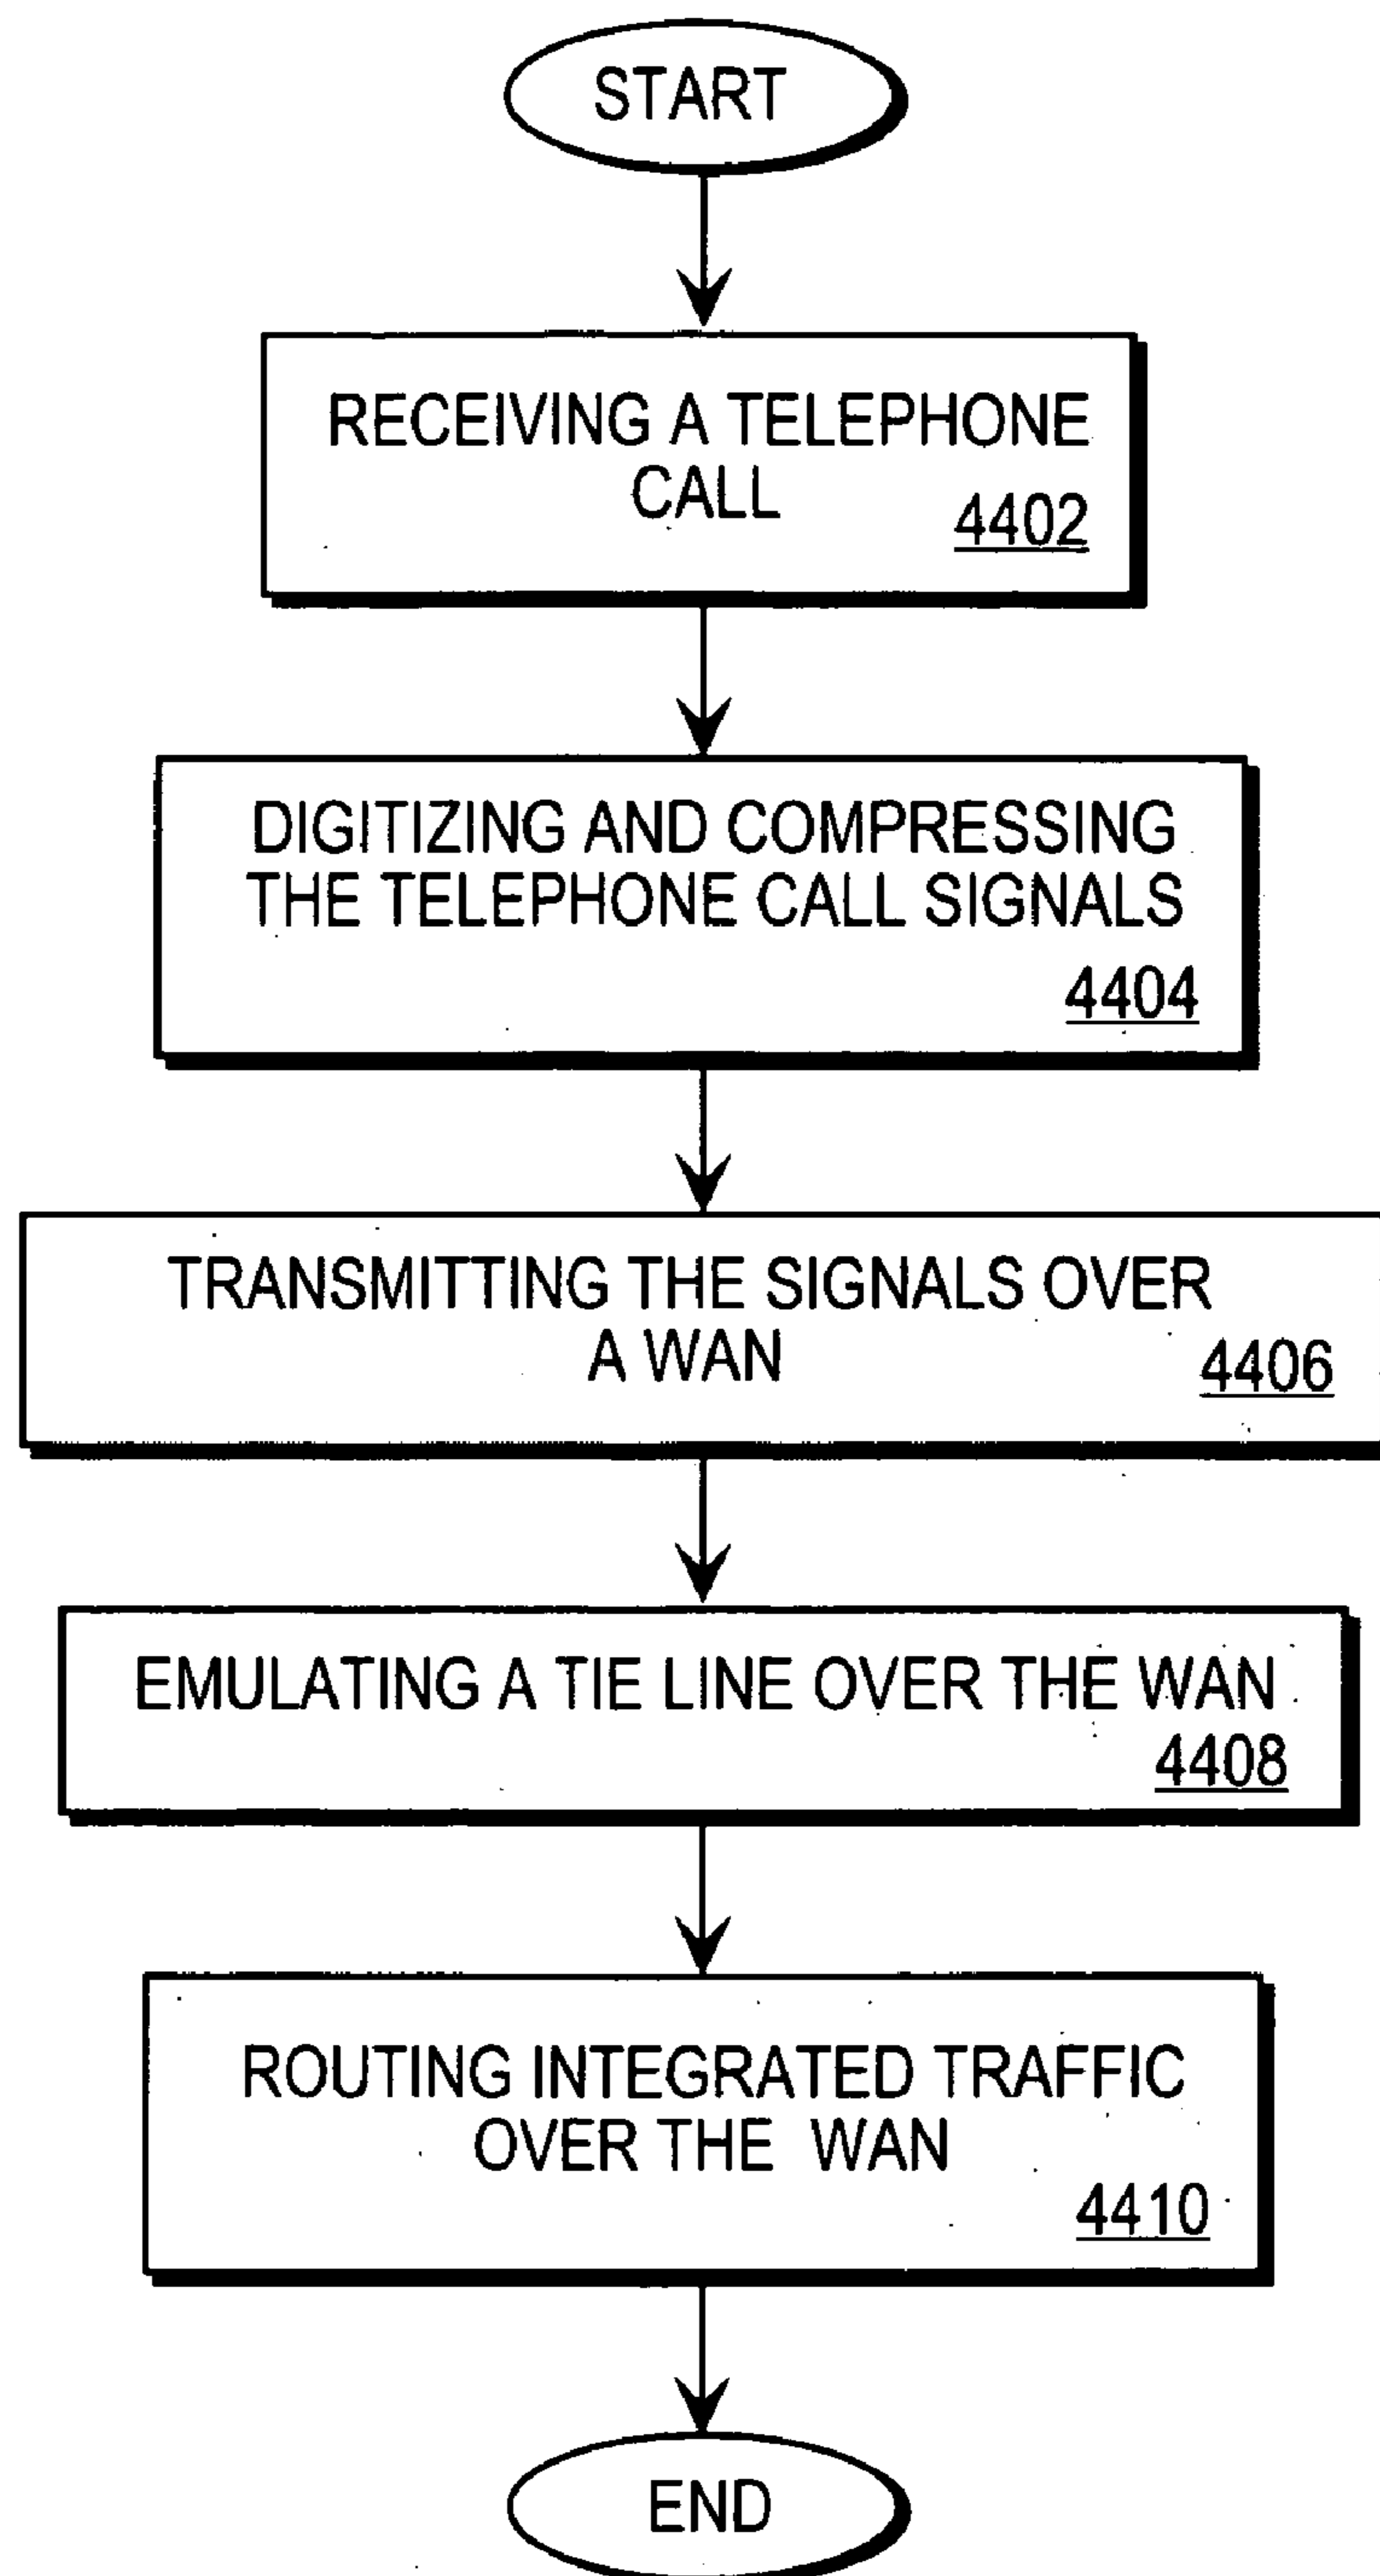 START
RECEIVING A TELEPHONE
CALL
4402
DIGITIZING AND COMPRESSING
THE TELEPHONE CALL SIGNALS
4404
TRANSMITTING THE SIGNALS OVER
A WAN
4406
EMULATING A TIE LINE OVER THE WAN
4408
ROUTING INTEGRATED TRAFFIC
OVER THE WAN
4410
END